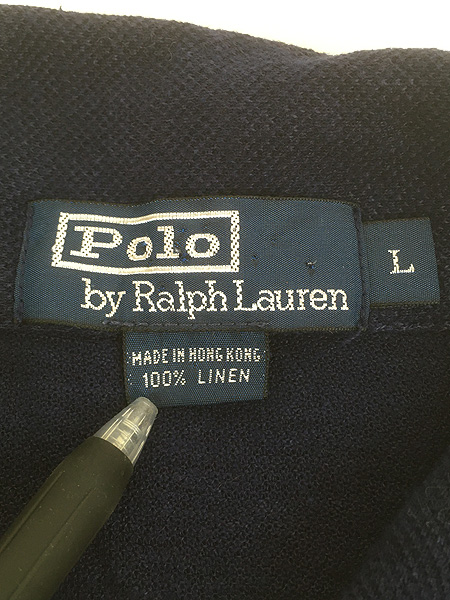 Polo
by Ralph Lauren
L
MADE IN HONG KONG
100% LINEN